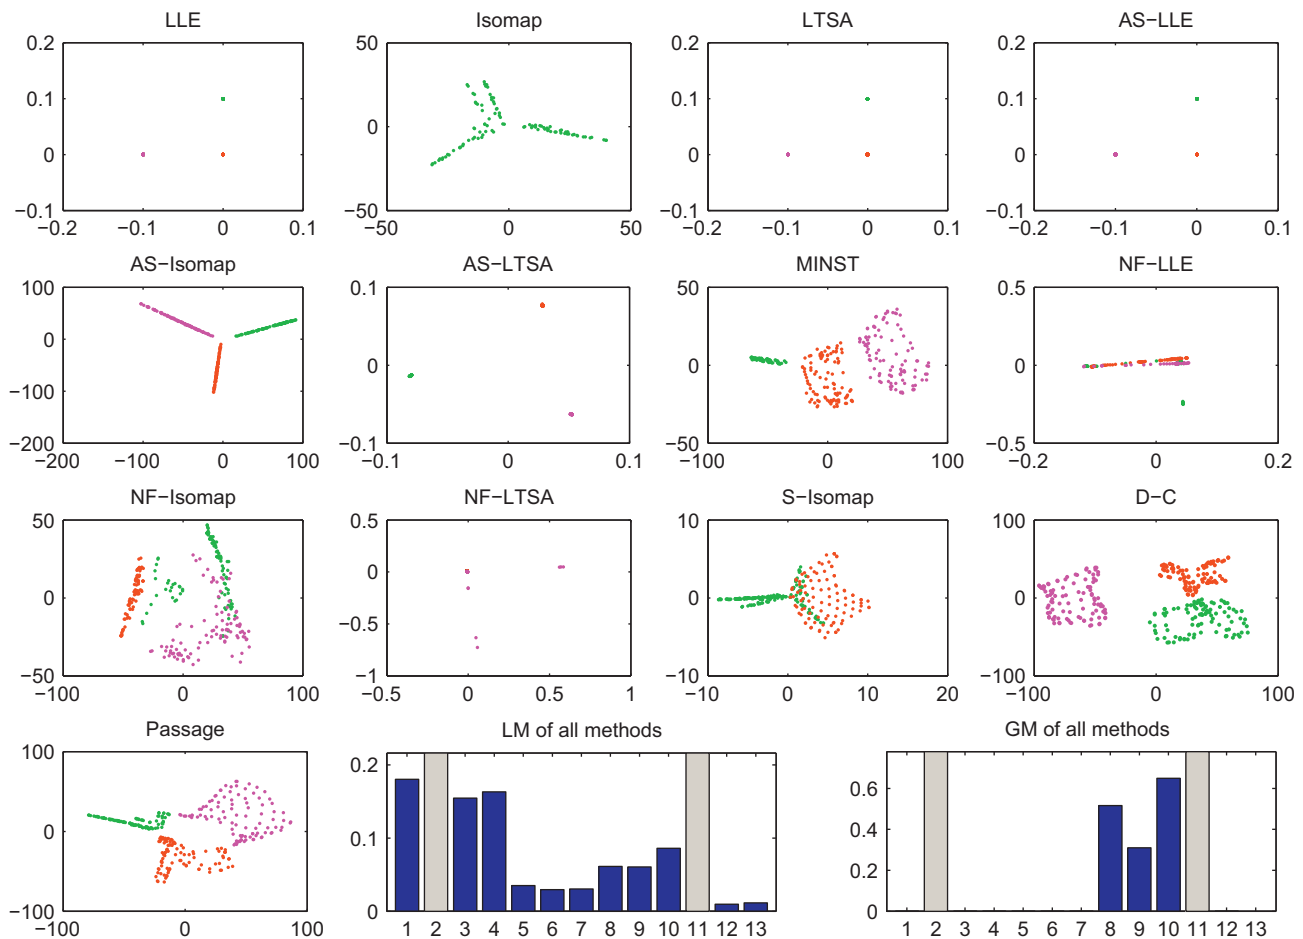 LLE Isomap LTSA AS−LLE
0.2 50 0.2 0.2
0.1 0 0.1 0.1
0 0 0
−0.1 −50 −0.1 −0.1
−0.2 −0.1 0 0.1 −50 0 50 −0.2 −0.1 0 0.1 −0.2 −0.1 0 0.1
AS−Isomap AS−LTSA MINST NF−LLE
100 0.1 50 0.5
0 0 0 0
−100
−200 −0.1 −50 −0.5
−200 −100 0 100 −0.1 0 0.1 −100 0 100 −0.2 0 0.2
NF−Isomap NF−LTSA S−Isomap D−C
50 0.5 10 100
0 0 0 0
−0.5
−50 −1 −10 −100
−100 0 100 −0.5 0 0.5 1 −10 0 10 20 −100 0 100
Passage LM of all methods GM of all methods
100 0.2 0.6
0 0.1 0.4
0.2
−100 0 0
−100 0 100 1 2 3 4 5 6 7 8 9 10 11 12 13 1 2 3 4 5 6 7 8 9 10 11 12 13